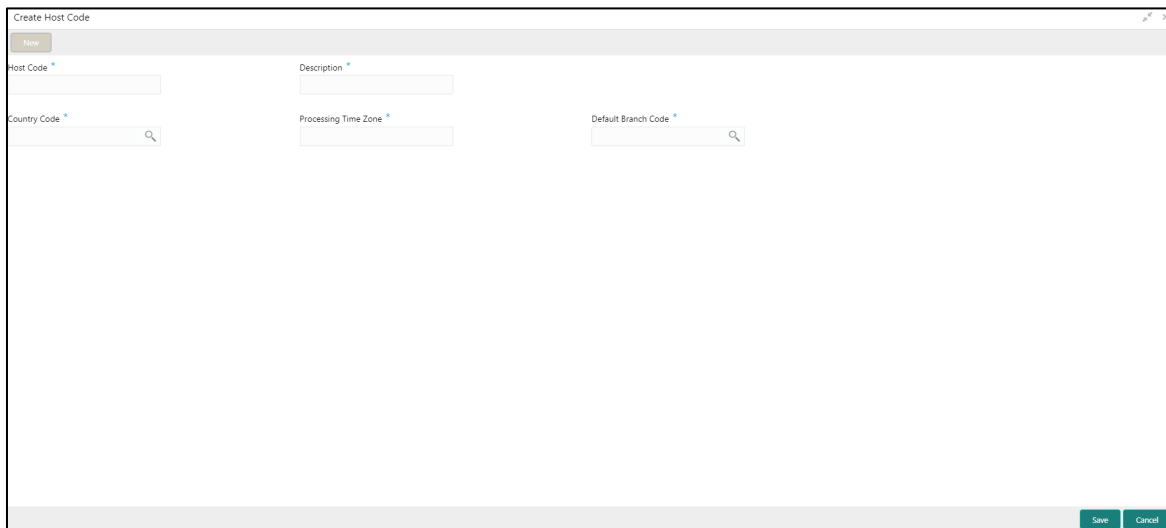 Create Host Code
New
Host Code * Description *
Country Code * Processing Time Zone * Default Branch Code *
Save Cancel